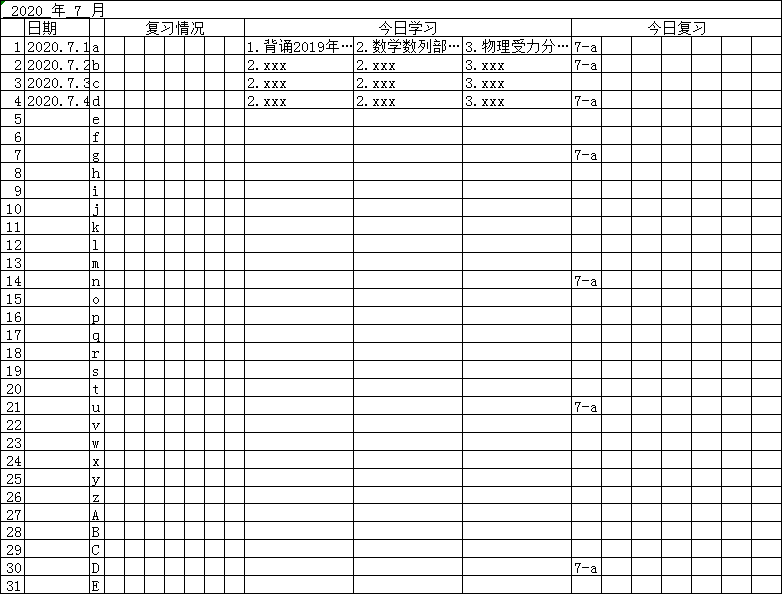 2020 年 7 月
日期 复习情况 今日学习 今日复习
1 2020.7.1 a 1.背诵2019年… 2.数学数列部… 3.物理受力分… 7-a
2 2020.7.2 b 2.xxx 2.xxx 3.xxx 7-a
3 2020.7.3 c 2.xxx 2.xxx 3.xxx
4 2020.7.4 d 2.xxx 2.xxx 3.xxx 7-a
5 e
6 f
7 g 7-a
8 h
9 i
10 j
11 k
12 l
13 m
14 n 7-a
15 o
16 p
17 q
18 r
19 s
20 t
21 u 7-a
22 v
23 w
24 x
25 y
26 z
27 A
28 B
29 C
30 D 7-a
31 E